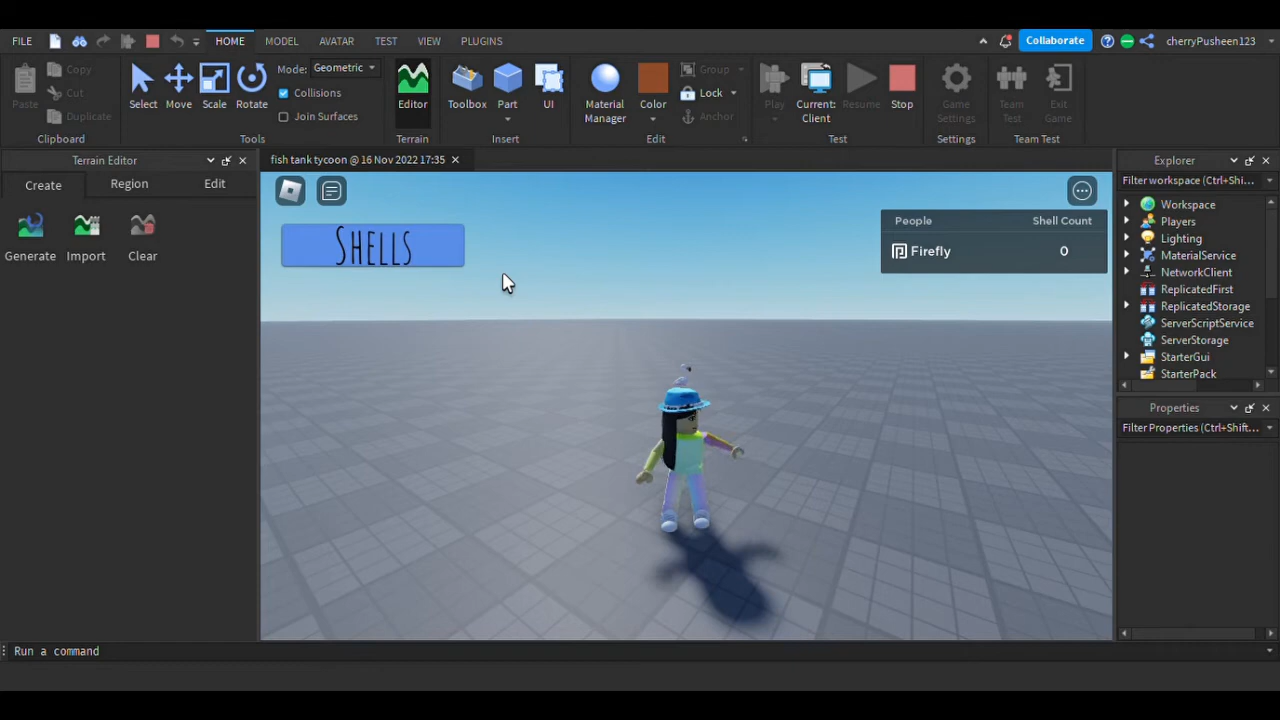 FILE HOME MODEL AVATAR TEST VIEW PLUGINS Collaborate cherryPusheen123
Paste Copy Cut Duplicate Select Move Scale Rotate Mode: Geometric Collisions Join Surfaces Editor Toolbox Part UI Material Manager Color Group Lock Anchor Play Current: Client Resume Stop Game Settings Team Test Exit Game
Clipboard Tools Terrain Insert Edit Test Settings Team Test
Terrain Editor
Create Region Edit
Generate Import Clear
fish tank tycoon @ 16 Nov 2022 17:35
SHELLS
People Shell Count
Firefly 0
Explorer
Filter workspace (Ctrl+Shi...
Workspace
Players
Lighting
MaterialService
NetworkClient
ReplicatedFirst
ReplicatedStorage
ServerScriptService
ServerStorage
StarterGui
StarterPack
Properties
Filter Properties (Ctrl+Shift...
Run a command